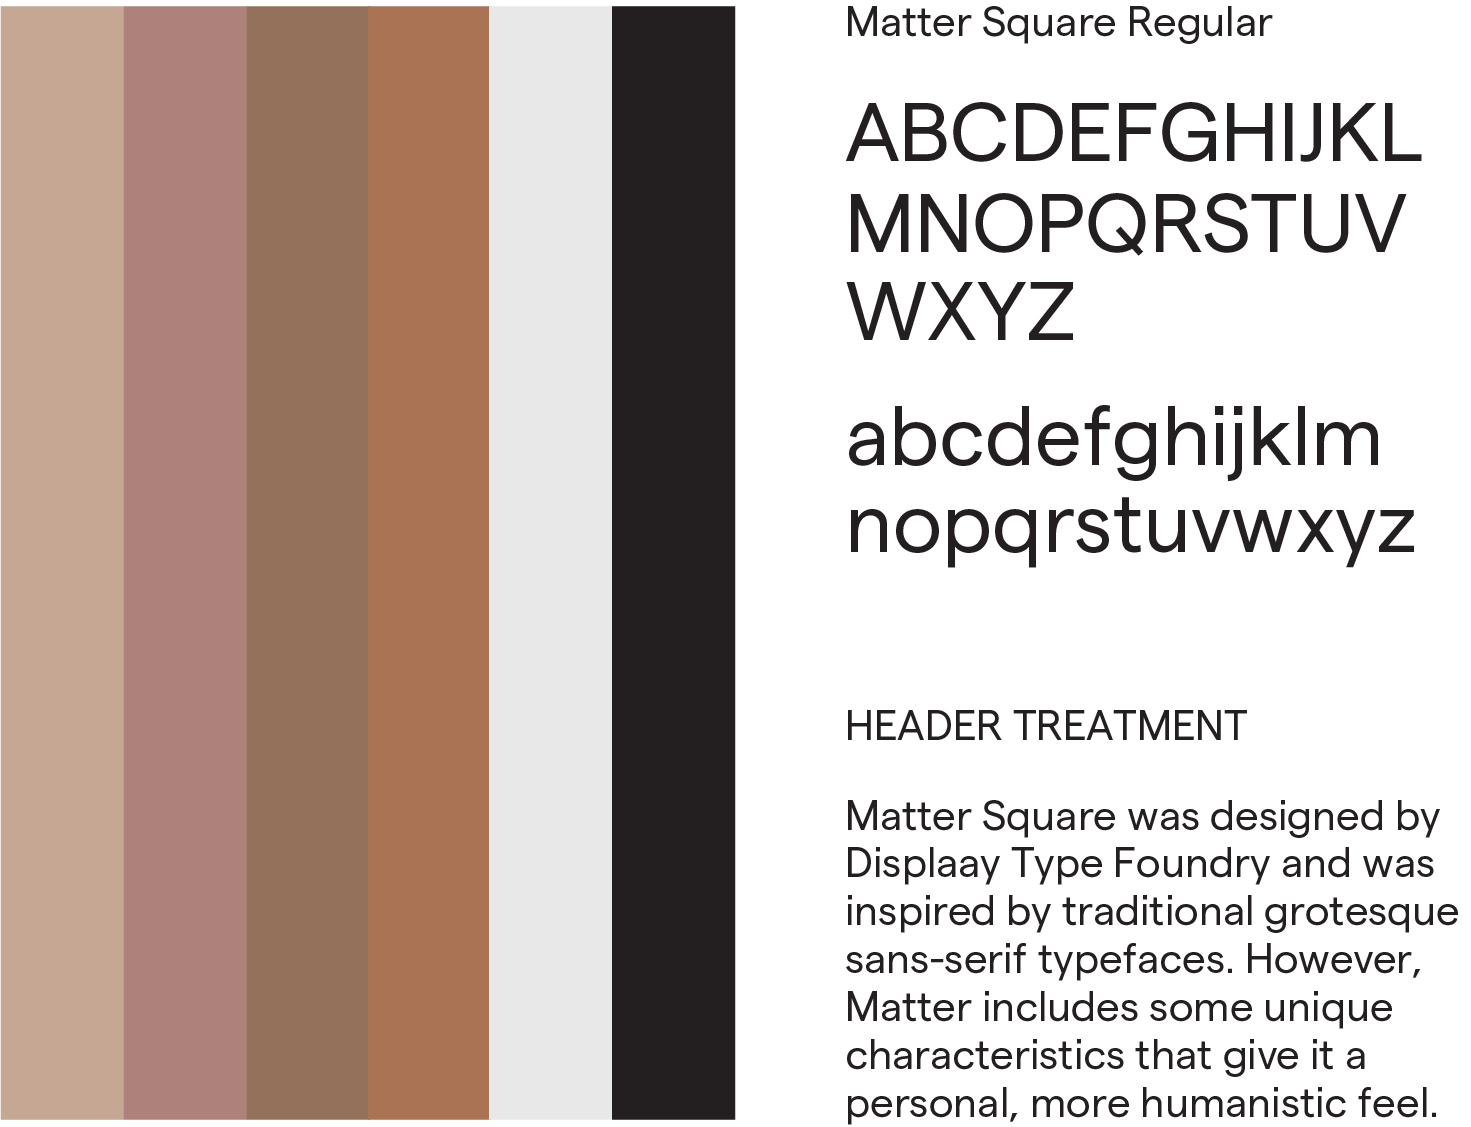 Matter Square Regular
ABCDEFGHIJKL
MNOPQRSTUV
WXYZ
abcdefghijklm
nopqrstuvwxyz
HEADER TREATMENT
Matter Square was designed by
Displaay Type Foundry and was
inspired by traditional grotesque
sans-serif typefaces. However,
Matter includes some unique
characteristics that give it a
personal, more humanistic feel.